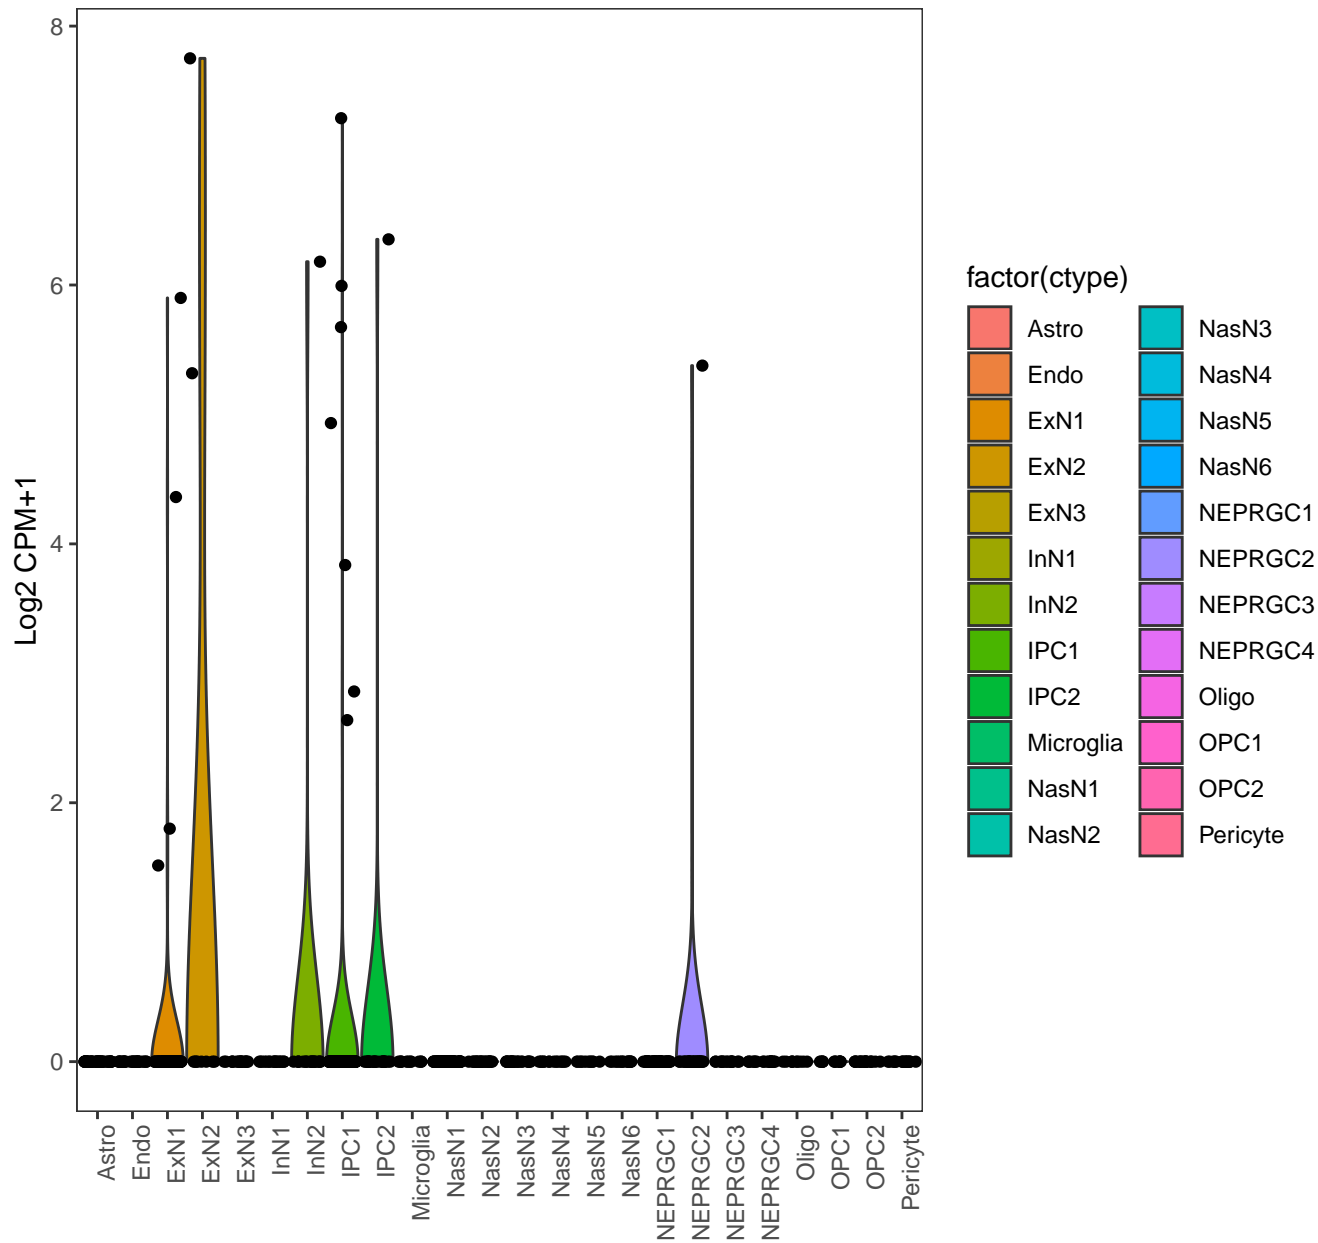 8
6
4
2
0
Log2 CPM+1
Astro
Endo
ExN1
ExN2
ExN3
InN1
InN2
IPC1
IPC2
Microglia
NasN1
NasN2
NasN3
NasN4
NasN5
NasN6
NEPRGC1
NEPRGC2
NEPRGC3
NEPRGC4
Oligo
OPC1
OPC2
Pericyte
factor(ctype)
Astro
Endo
ExN1
ExN2
ExN3
InN1
InN2
IPC1
IPC2
Microglia
NasN1
NasN2
NasN3
NasN4
NasN5
NasN6
NEPRGC1
NEPRGC2
NEPRGC3
NEPRGC4
Oligo
OPC1
OPC2
Pericyte